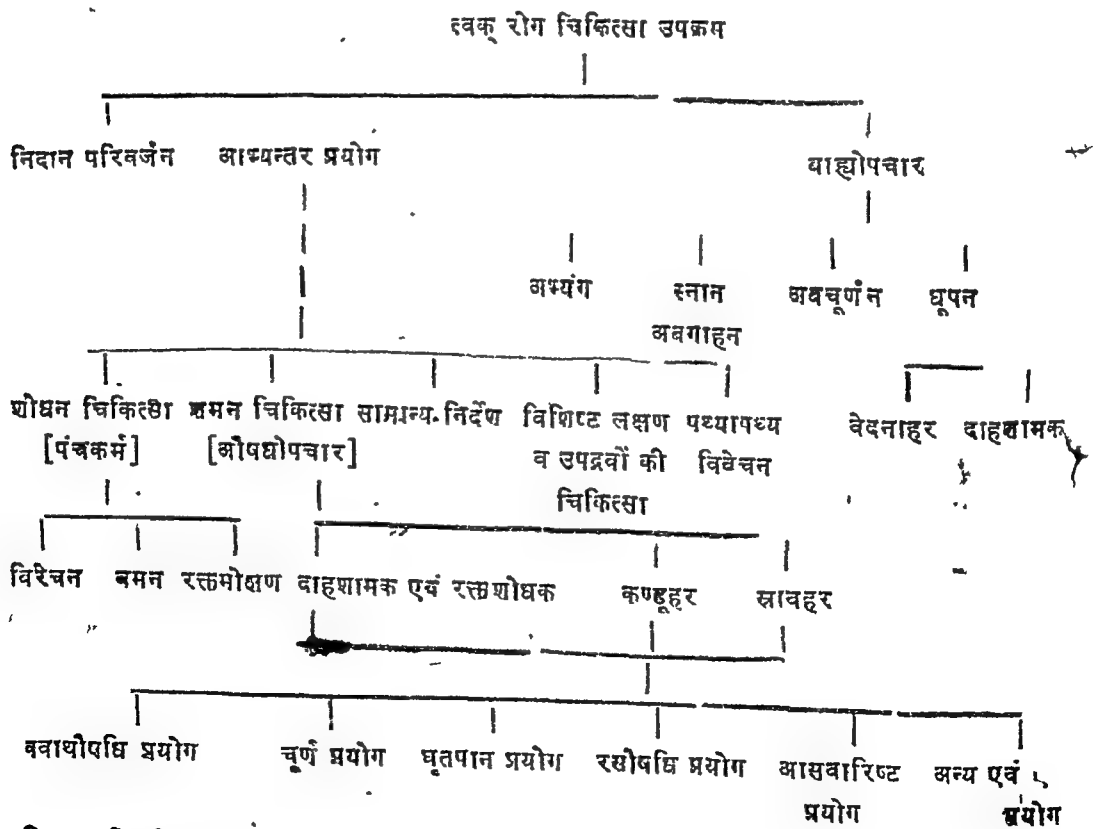 त्वक् रोग चिकित्सा उपक्रम
निदान परिवर्जन आभ्यन्तर प्रयोग बाह्योपचार
अभ्यंग स्नान अवचूर्णन धूपन
अवगाहन
शोधन चिकित्सा शमन चिकित्सा सामान्य निर्देश विशिष्ट लक्षण पथ्यापथ्य वेदनाहर दाहशामक
[पंचकर्म] [औषधोपचार] व उपद्रवों की विवेचन
चिकित्सा
विरेचन वमन रक्तमोक्षण दाहशामक एवं रक्तशोधक कण्डूहर स्रावहर
क्वाथौषधि प्रयोग चूर्ण प्रयोग घृतपान प्रयोग रसौषधि प्रयोग आसवारिष्ट अन्य एवं
प्रयोग प्रयोग